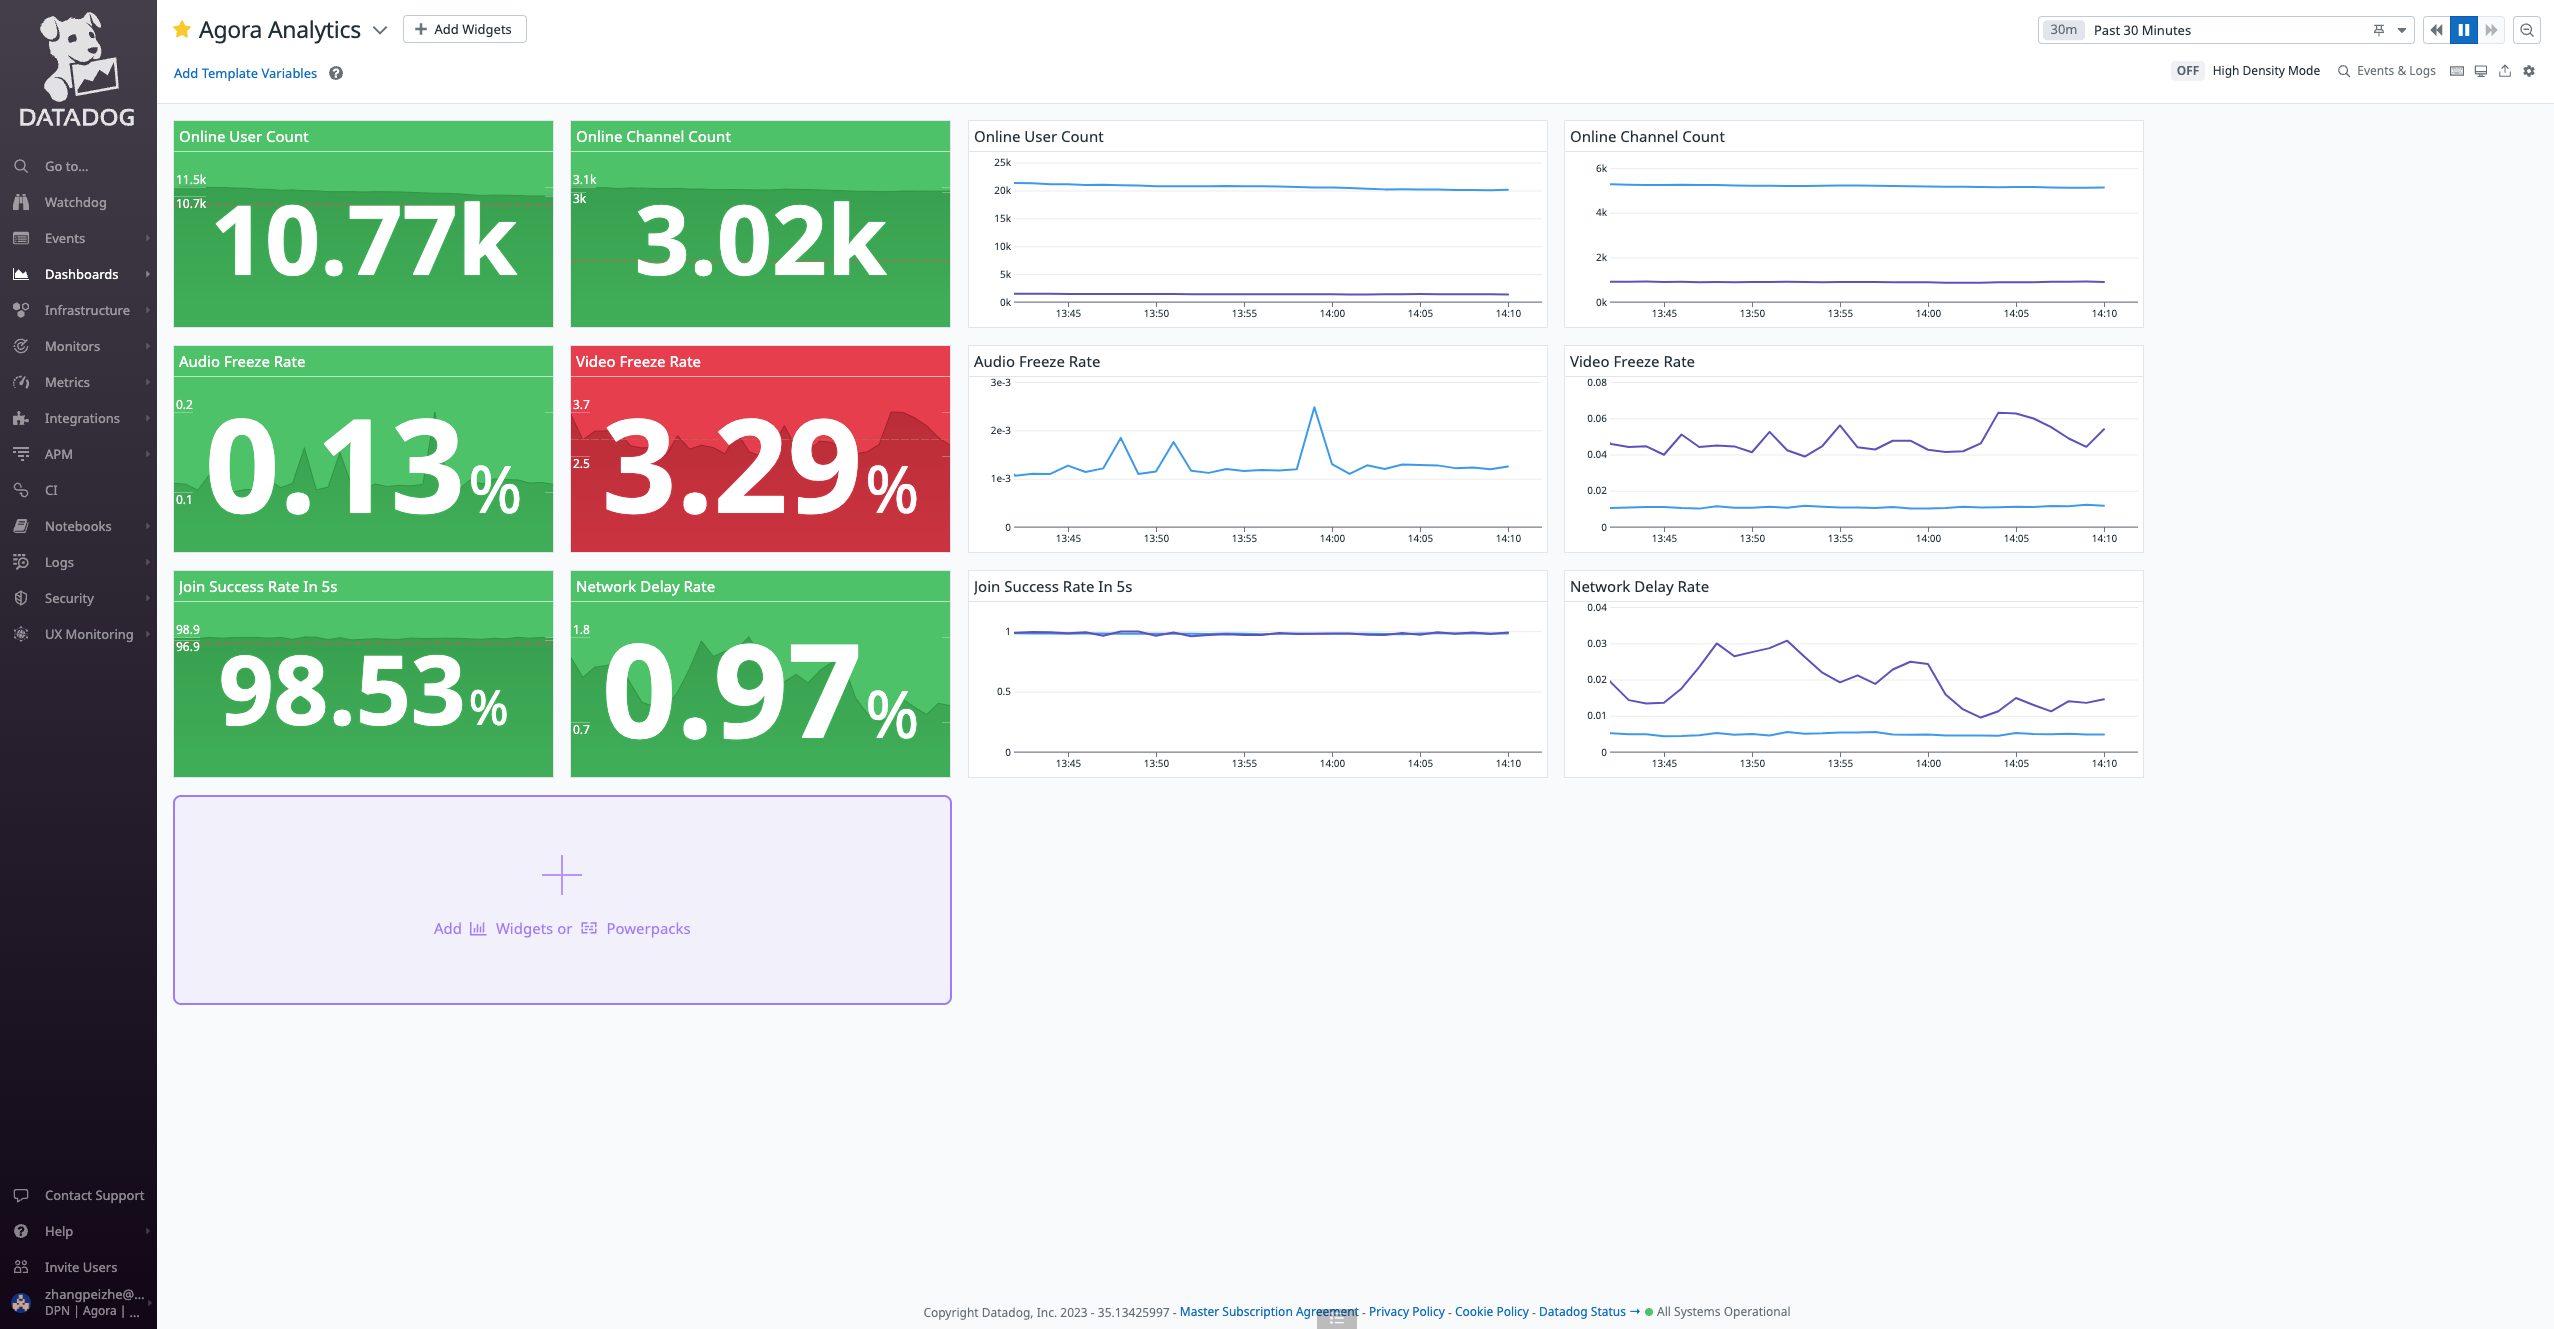 DATADOG
Go to...
Watchdog
Events
Dashboards
Infrastructure
Monitors
Metrics
Integrations
APM
CI
Notebooks
Logs
Security
UX Monitoring
Contact Support
Help
Invite Users
zhangpeizhe@...
DPN | Agora | ...
Agora Analytics
Add Widgets
30m Past 30 Minutes
Add Template Variables
OFF High Density Mode Events & Logs
Online User Count
11.5k
10.7k
10.77k
Online Channel Count
3.1k
3k
3.02k
Online User Count
25k
20k
15k
10k
5k
0k
13:45 13:50 13:55 14:00 14:05 14:10
Online Channel Count
6k
4k
2k
0k
13:45 13:50 13:55 14:00 14:05 14:10
Audio Freeze Rate
0.2
0.1
0.13%
Video Freeze Rate
3.7
2.5
3.29%
Audio Freeze Rate
3e-3
2e-3
1e-3
0
13:45 13:50 13:55 14:00 14:05 14:10
Video Freeze Rate
0.08
0.06
0.04
0.02
0
13:45 13:50 13:55 14:00 14:05 14:10
Join Success Rate In 5s
98.9
96.9
98.53%
Network Delay Rate
1.8
0.7
0.97%
Join Success Rate In 5s
1
0.5
0
13:45 13:50 13:55 14:00 14:05 14:10
Network Delay Rate
0.04
0.03
0.02
0.01
0
13:45 13:50 13:55 14:00 14:05 14:10
Add Widgets or Powerpacks
Copyright Datadog, Inc. 2023 - 35.13425997 - Master Subscription Agreement - Privacy Policy - Cookie Policy - Datadog Status → All Systems Operational